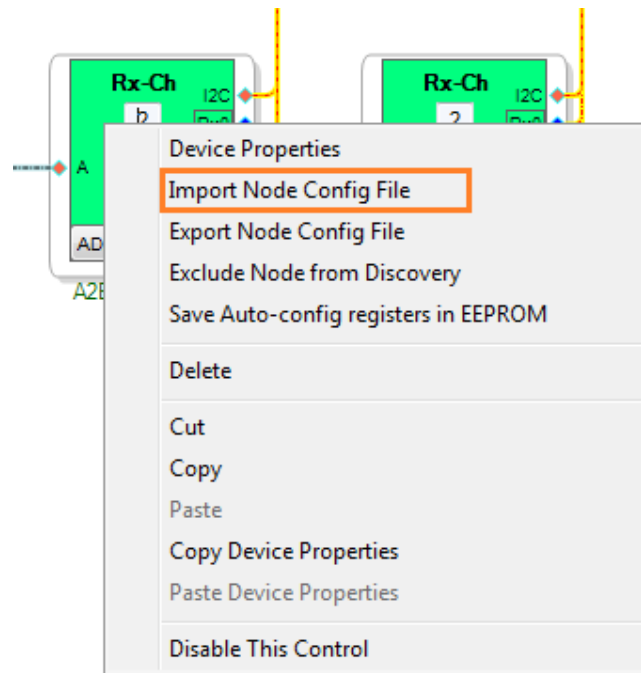 Rx-Ch
I2C
Rx-Ch
I2C
A
AD
A2
Device Properties
Import Node Config File
Export Node Config File
Exclude Node from Discovery
Save Auto-config registers in EEPROM
Delete
Cut
Copy
Paste
Copy Device Properties
Paste Device Properties
Disable This Control